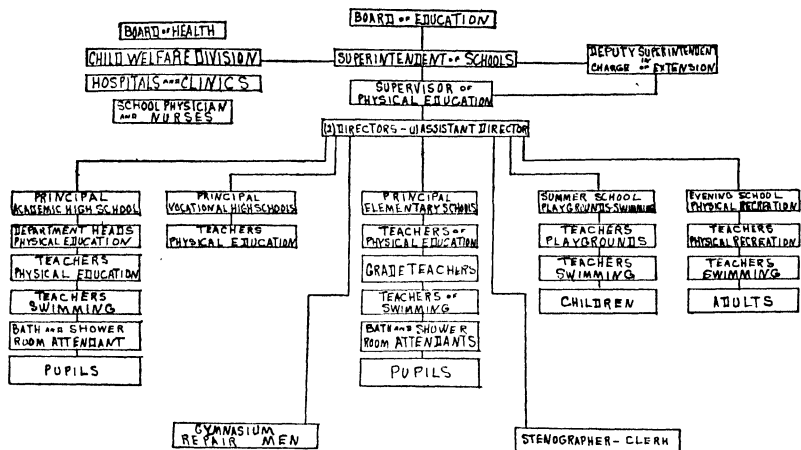 BOARD OF EDUCATION
BOARD OF HEALTH
CHILD WELFARE DIVISION
HOSPITALS AND CLINICS
SCHOOL PHYSICIAN
AND NURSES
SUPERINTENDENT OF SCHOOLS
DEPUTY SUPERINTENDENT
IN
CHARGE OF EXTENSION
SUPERVISOR OF
PHYSICAL EDUCATION
(2) DIRECTORS - (1) ASSISTANT DIRECTOR
PRINCIPAL
ACADEMIC HIGH SCHOOL
DEPARTMENT HEADS
PHYSICAL EDUCATION
TEACHERS
PHYSICAL EDUCATION
TEACHERS
SWIMMING
BATH AND SHOWER
ROOM ATTENDANT
PUPILS
PRINCIPAL
VOCATIONAL HIGH SCHOOLS
TEACHERS
PHYSICAL EDUCATION
PRINCIPAL
ELEMENTARY SCHOOLS
TEACHERS OF
PHYSICAL EDUCATION
GRADE TEACHERS
TEACHERS OF
SWIMMING
BATH AND SHOWER
ROOM ATTENDANTS
PUPILS
SUMMER SCHOOL
PLAYGROUNDS-SWIMMING
TEACHERS
PLAYGROUNDS
TEACHERS
SWIMMING
CHILDREN
EVENING SCHOOL
PHYSICAL RECREATION
TEACHERS
PHYSICAL RECREATION
TEACHERS
SWIMMING
ADULTS
GYMNASIUM
REPAIR MEN
STENOGRAPHER-CLERK